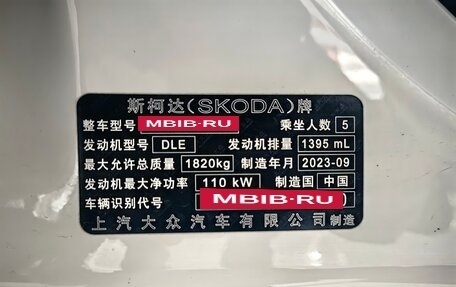 斯柯达(SKODA)牌
整车型号 MBIB-RU 乘坐人数 5
发动机型号 DLE 发动机排量 1395 mL
最大允许总质量 1820kg 制造年月 2023-09
发动机最大净功率 110 kW 制造国 中国
车辆识别代号 MBIB-RU
上汽大众汽车有限公司制造